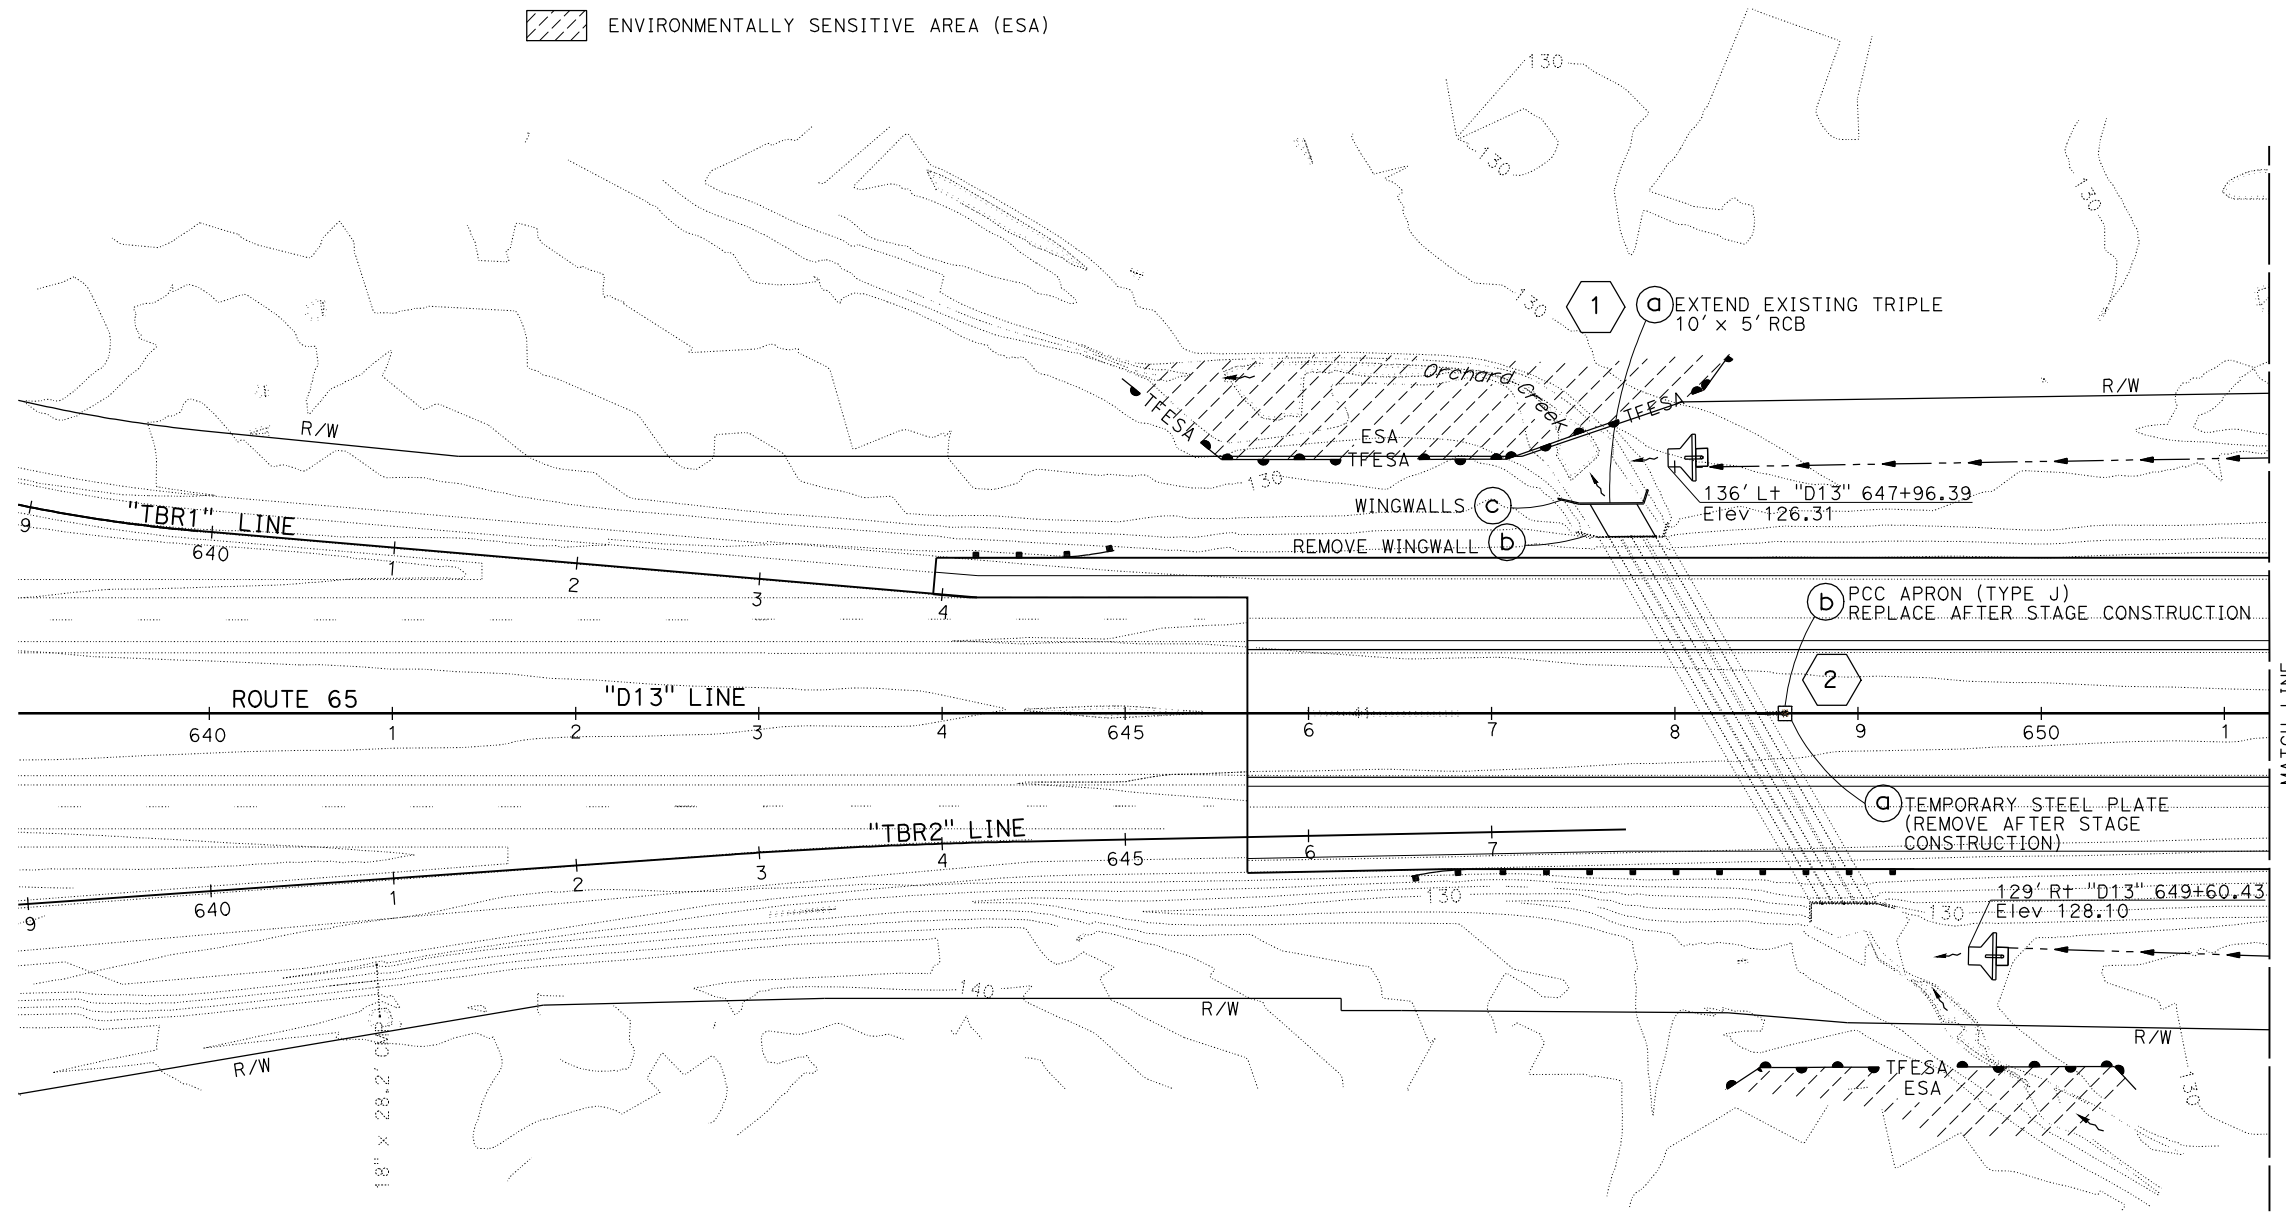 ENVIRONMENTALLY SENSITIVE AREA (ESA)
130
130
130
130
1
a
EXTEND EXISTING TRIPLE
10' x 5' RCB
Orchard Creek
R/W
R/W
TFESA
TFESA
ESA
TFESA
130
WINGWALLS
c
136' Lt "D13" 647+96.39
Elev 126.31
REMOVE WINGWALL
b
"TBR1" LINE
9
640
1
2
3
4
b
PCC APRON (TYPE J)
REPLACE AFTER STAGE CONSTRUCTION
2
MATCH LINE
ROUTE 65
"D13" LINE
640
1
2
3
4
645
6
7
8
9
650
1
a
TEMPORARY STEEL PLATE
(REMOVE AFTER STAGE
CONSTRUCTION)
"TBR2" LINE
9
640
1
2
3
4
645
6
7
130
129' Rt "D13" 649+60.43
Elev 128.10
130
140
R/W
R/W
R/W
18" x 28.2' CMP
TFESA
ESA
130